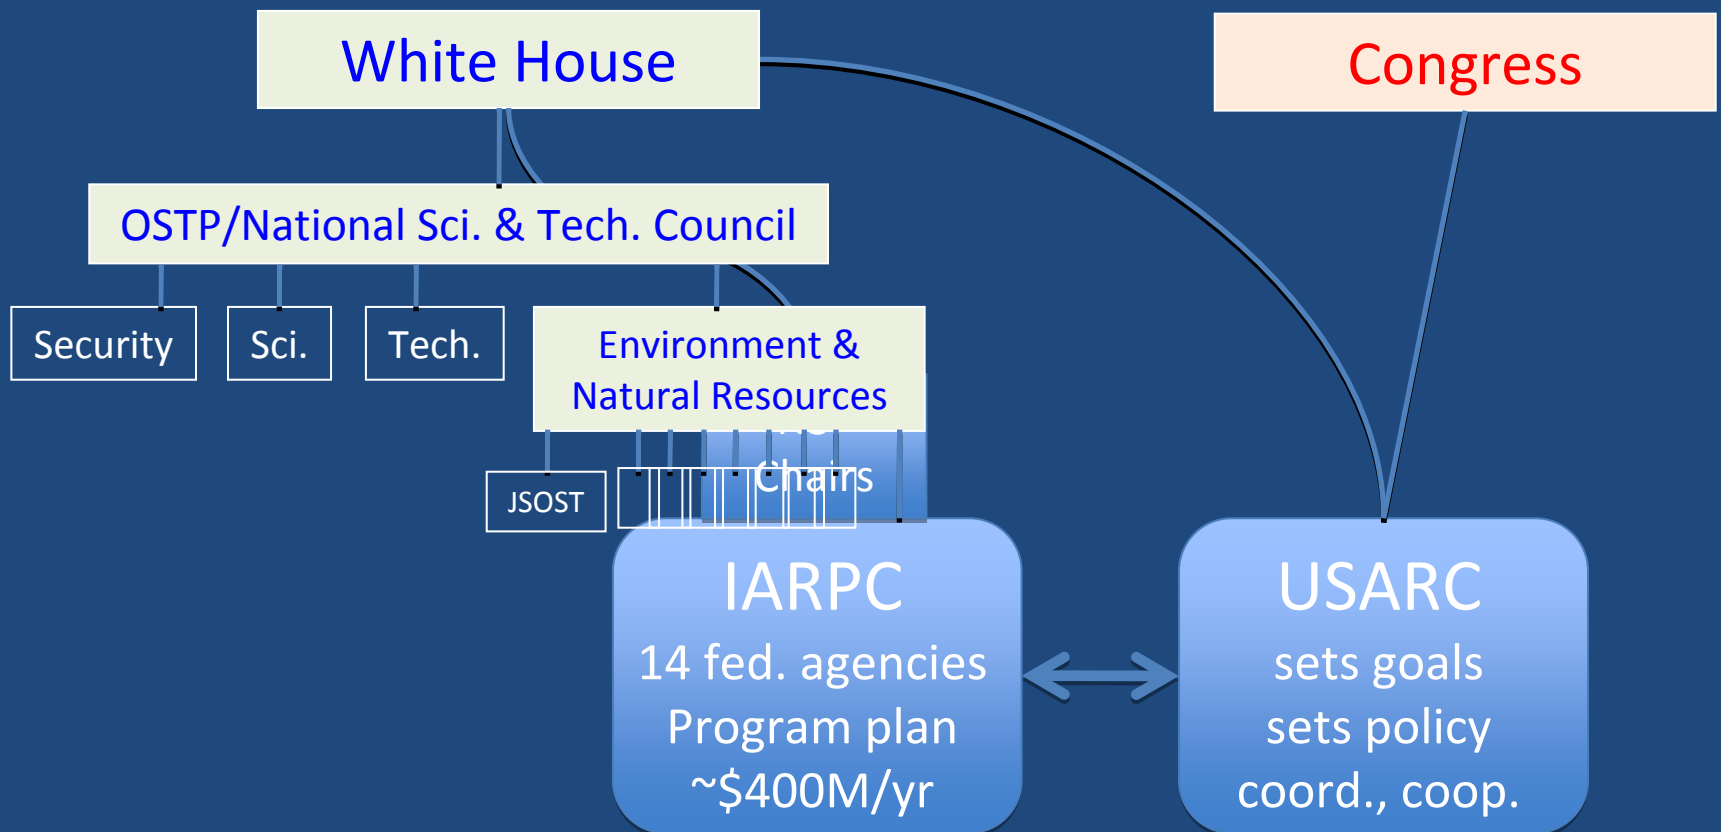 White House
Congress
OSTP/National Sci. & Tech. Council
Security
Sci.
Tech.
Environment &
Natural Resources
Chairs
JSOST
IARPC
14 fed. agencies
Program plan
~$400M/yr
USARC
sets goals
sets policy
coord., coop.